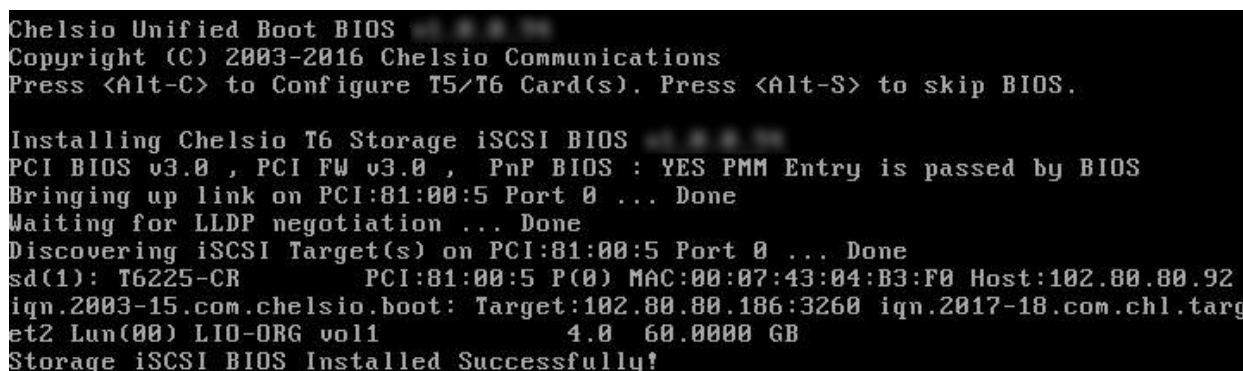 Chelsio Unified Boot BIOS
Copyright (C) 2003-2016 Chelsio Communications
Press <Alt-C> to Configure T5/T6 Card(s). Press <Alt-S> to skip BIOS.
Installing Chelsio T6 Storage iSCSI BIOS
PCI BIOS v3.0 , PCI FW v3.0 ,  PnP BIOS : YES PMM Entry is passed by BIOS
Bringing up link on PCI:81:00:5 Port 0 ... Done
Waiting for LLDP negotiation ... Done
Discovering iSCSI Target(s) on PCI:81:00:5 Port 0 ... Done
sd(1): T6225-CR        PCI:81:00:5 P(0) MAC:00:07:43:04:B3:F0 Host:102.80.80.92
iqn.2003-15.com.chelsio.boot: Target:102.80.80.186:3260 iqn.2017-18.com.chl.targ
et2 Lun(00) LIO-ORG vol1            4.0  60.0000 GB
Storage iSCSI BIOS Installed Successfully!